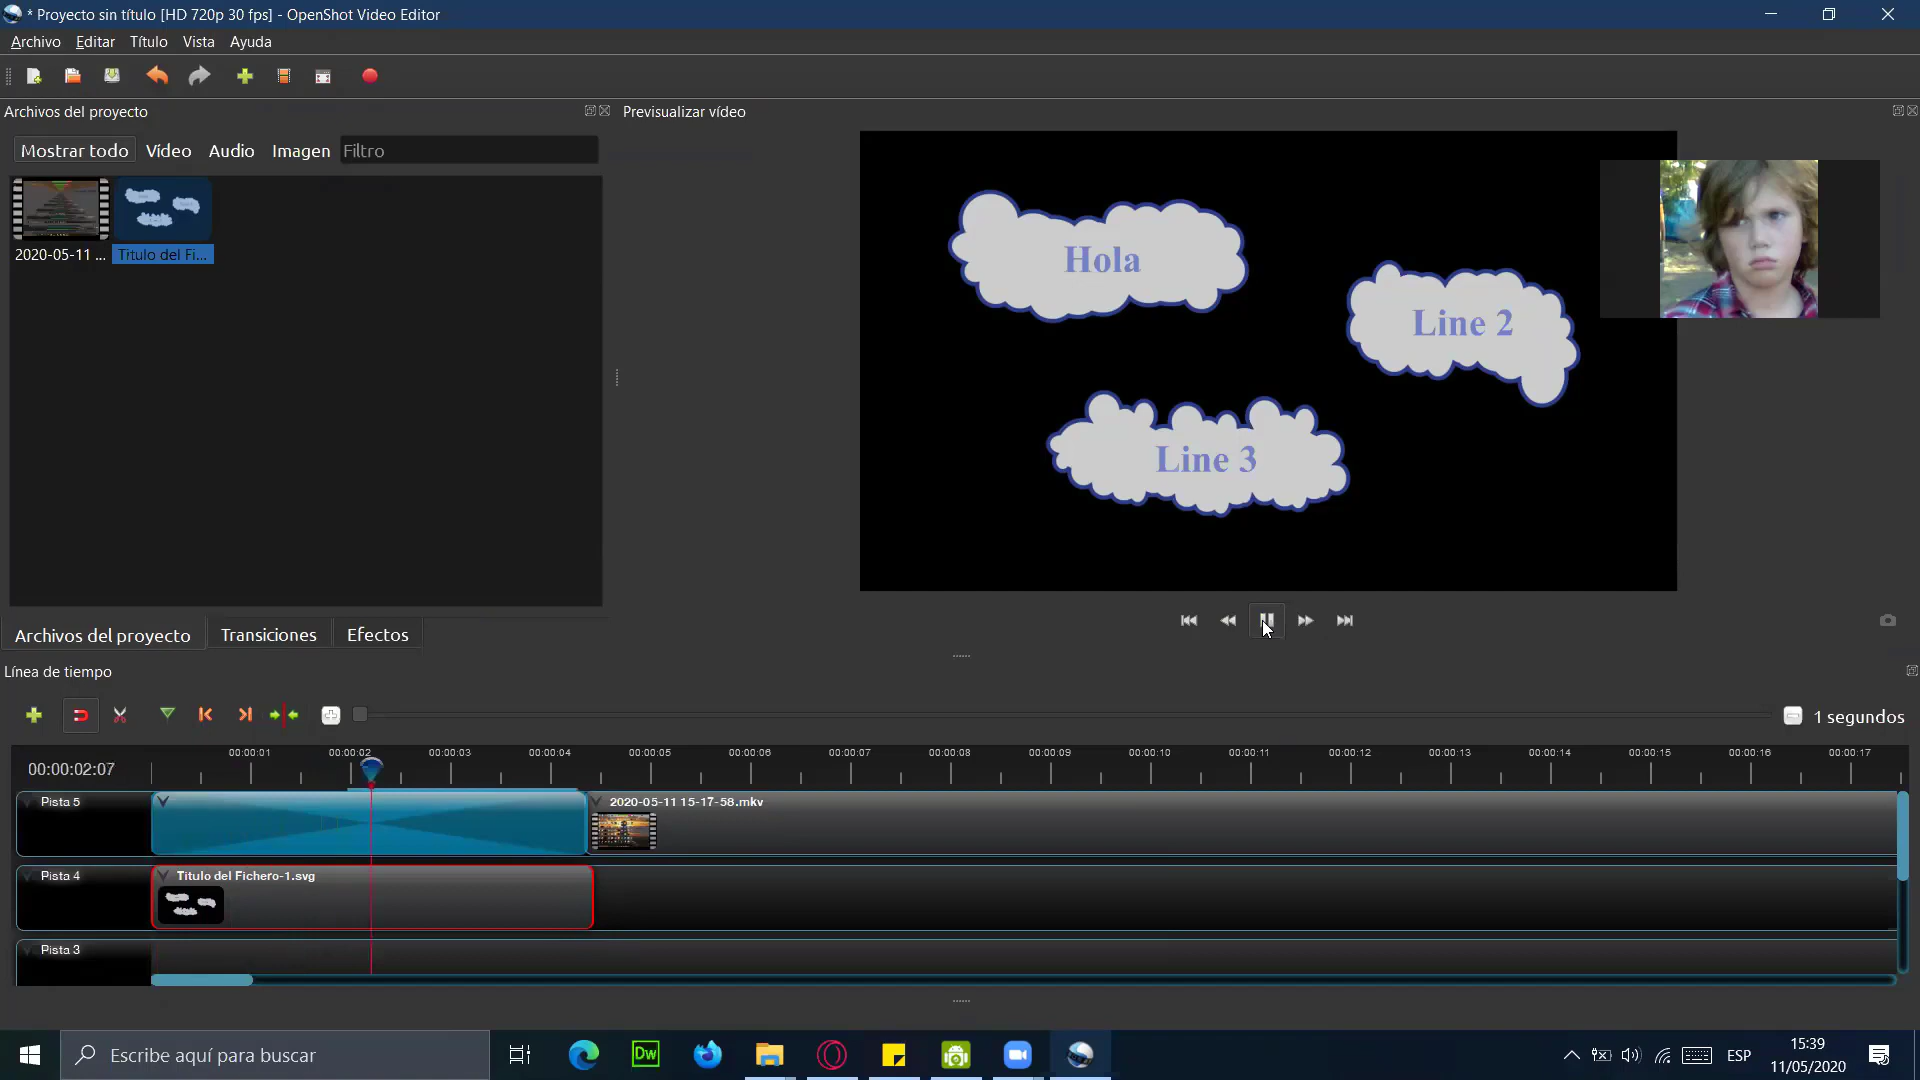 * Proyecto sin título [HD 720p 30 fps] - OpenShot Video Editor
Archivo Editar Título Vista Ayuda
Archivos del proyecto
Previsualizar vídeo
Mostrar todo Vídeo Audio Imagen Filtro
2020-05-11 ...
Titulo del Fi...
Hola
Line 2
Line 3
Archivos del proyecto Transiciones Efectos
Línea de tiempo
1 segundos
00:00:02:07
00:00:01 00:00:02 00:00:03 00:00:04 00:00:05 00:00:06 00:00:07 00:00:08 00:00:09 00:00:10 00:00:11 00:00:12 00:00:13 00:00:14 00:00:15 00:00:16 00:00:17
Pista 5
2020-05-11 15-17-58.mkv
Pista 4
Titulo del Fichero-1.svg
Pista 3
Escribe aquí para buscar
Dw
ESP
15:39
11/05/2020